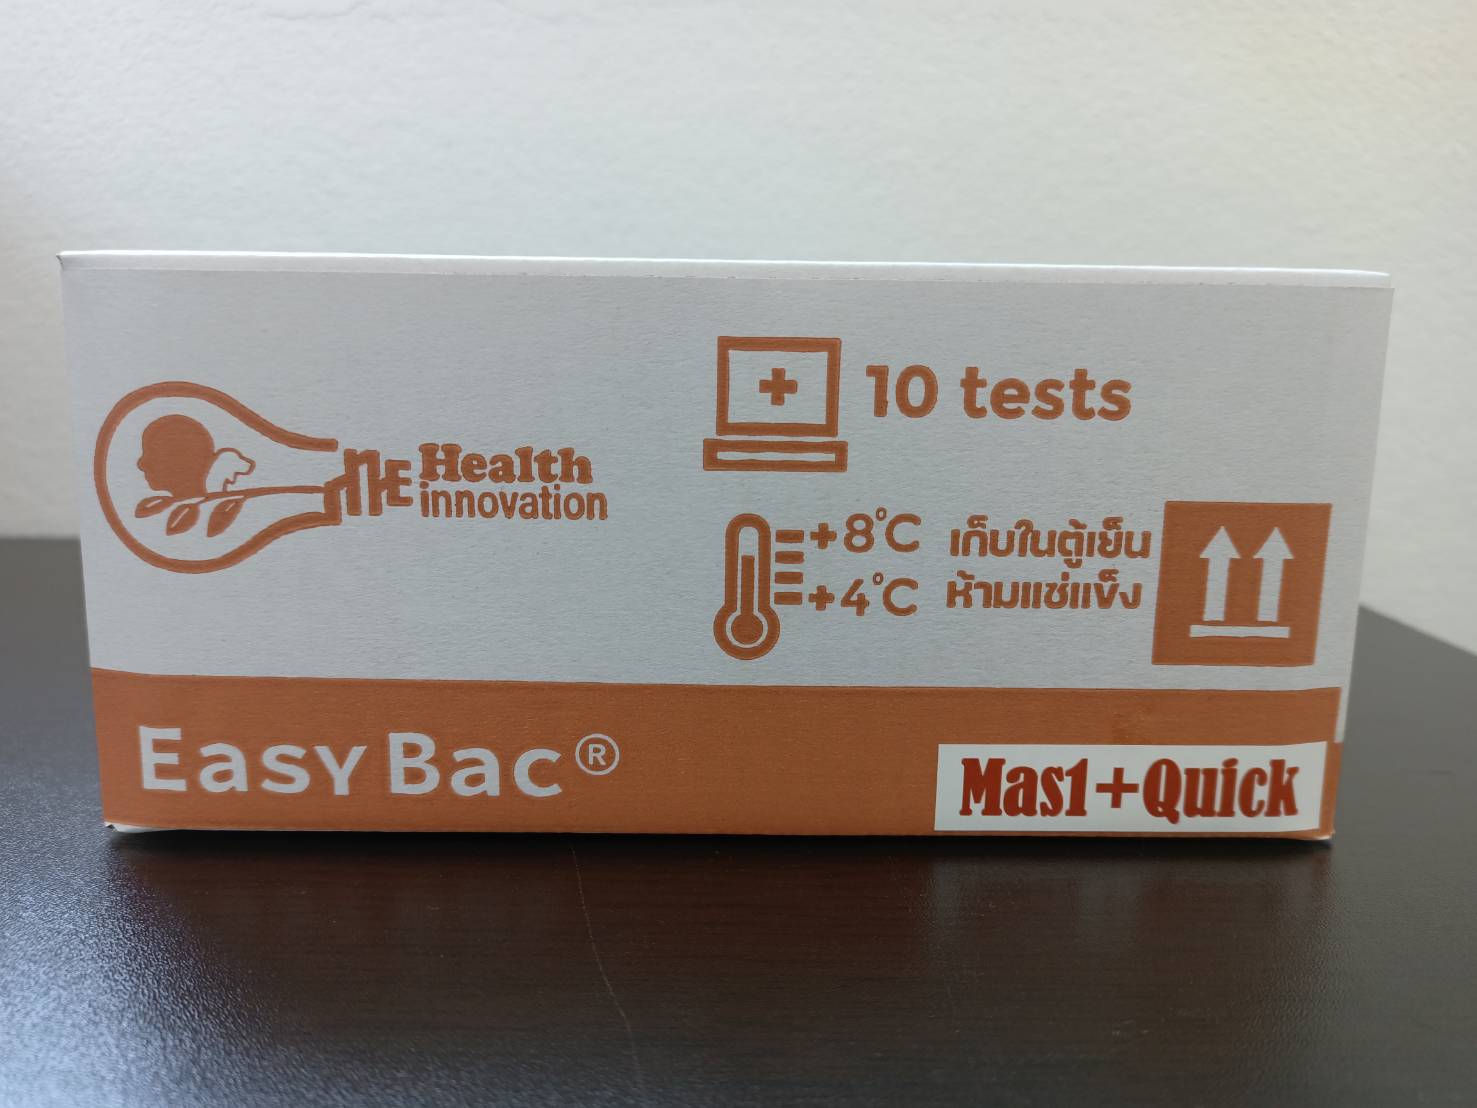 Health
innovation
10 tests
+8°C
+4°C
เก็บในตู้เย็น
ห้ามแช่แข็ง
EasyBac®
Mas1+Quick